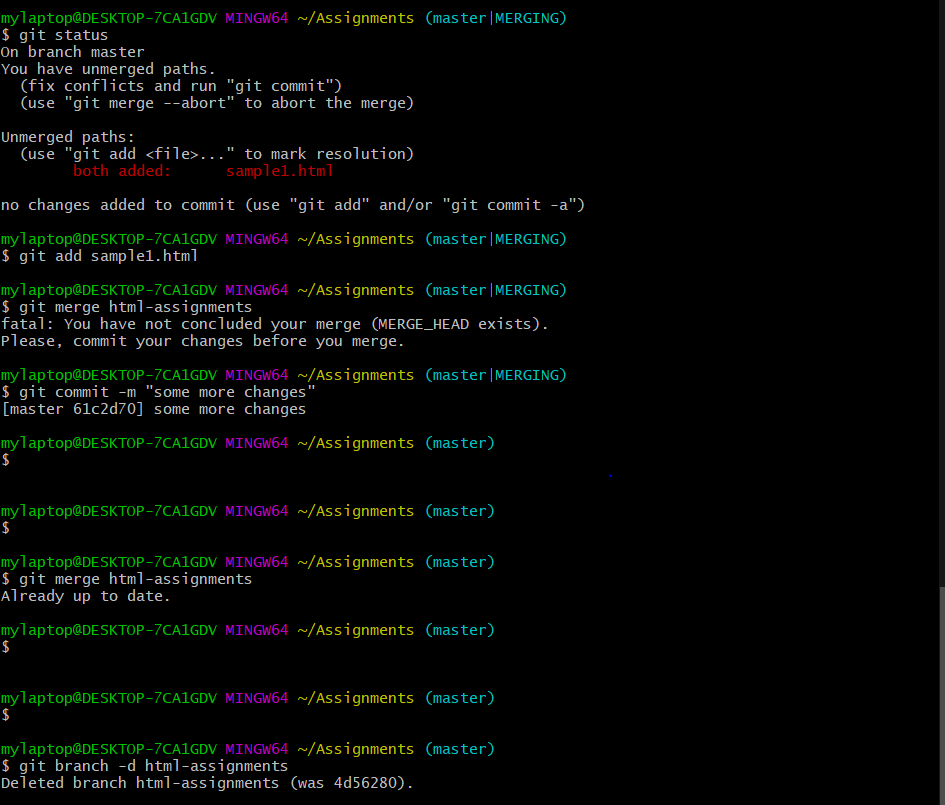 mylaptop@DESKTOP-7CA1GDV MINGW64 ~/Assignments (master|MERGING)
$ git status
On branch master
You have unmerged paths.
  (fix conflicts and run "git commit")
  (use "git merge --abort" to abort the merge)

Unmerged paths:
  (use "git add <file>..." to mark resolution)
        both added:      sample1.html

no changes added to commit (use "git add" and/or "git commit -a")

mylaptop@DESKTOP-7CA1GDV MINGW64 ~/Assignments (master|MERGING)
$ git add sample1.html

mylaptop@DESKTOP-7CA1GDV MINGW64 ~/Assignments (master|MERGING)
$ git merge html-assignments
fatal: You have not concluded your merge (MERGE_HEAD exists).
Please, commit your changes before you merge.

mylaptop@DESKTOP-7CA1GDV MINGW64 ~/Assignments (master|MERGING)
$ git commit -m "some more changes"
[master 61c2d70] some more changes

mylaptop@DESKTOP-7CA1GDV MINGW64 ~/Assignments (master)
$

mylaptop@DESKTOP-7CA1GDV MINGW64 ~/Assignments (master)
$

mylaptop@DESKTOP-7CA1GDV MINGW64 ~/Assignments (master)
$ git merge html-assignments
Already up to date.

mylaptop@DESKTOP-7CA1GDV MINGW64 ~/Assignments (master)
$

mylaptop@DESKTOP-7CA1GDV MINGW64 ~/Assignments (master)
$

mylaptop@DESKTOP-7CA1GDV MINGW64 ~/Assignments (master)
$ git branch -d html-assignments
Deleted branch html-assignments (was 4d56280).